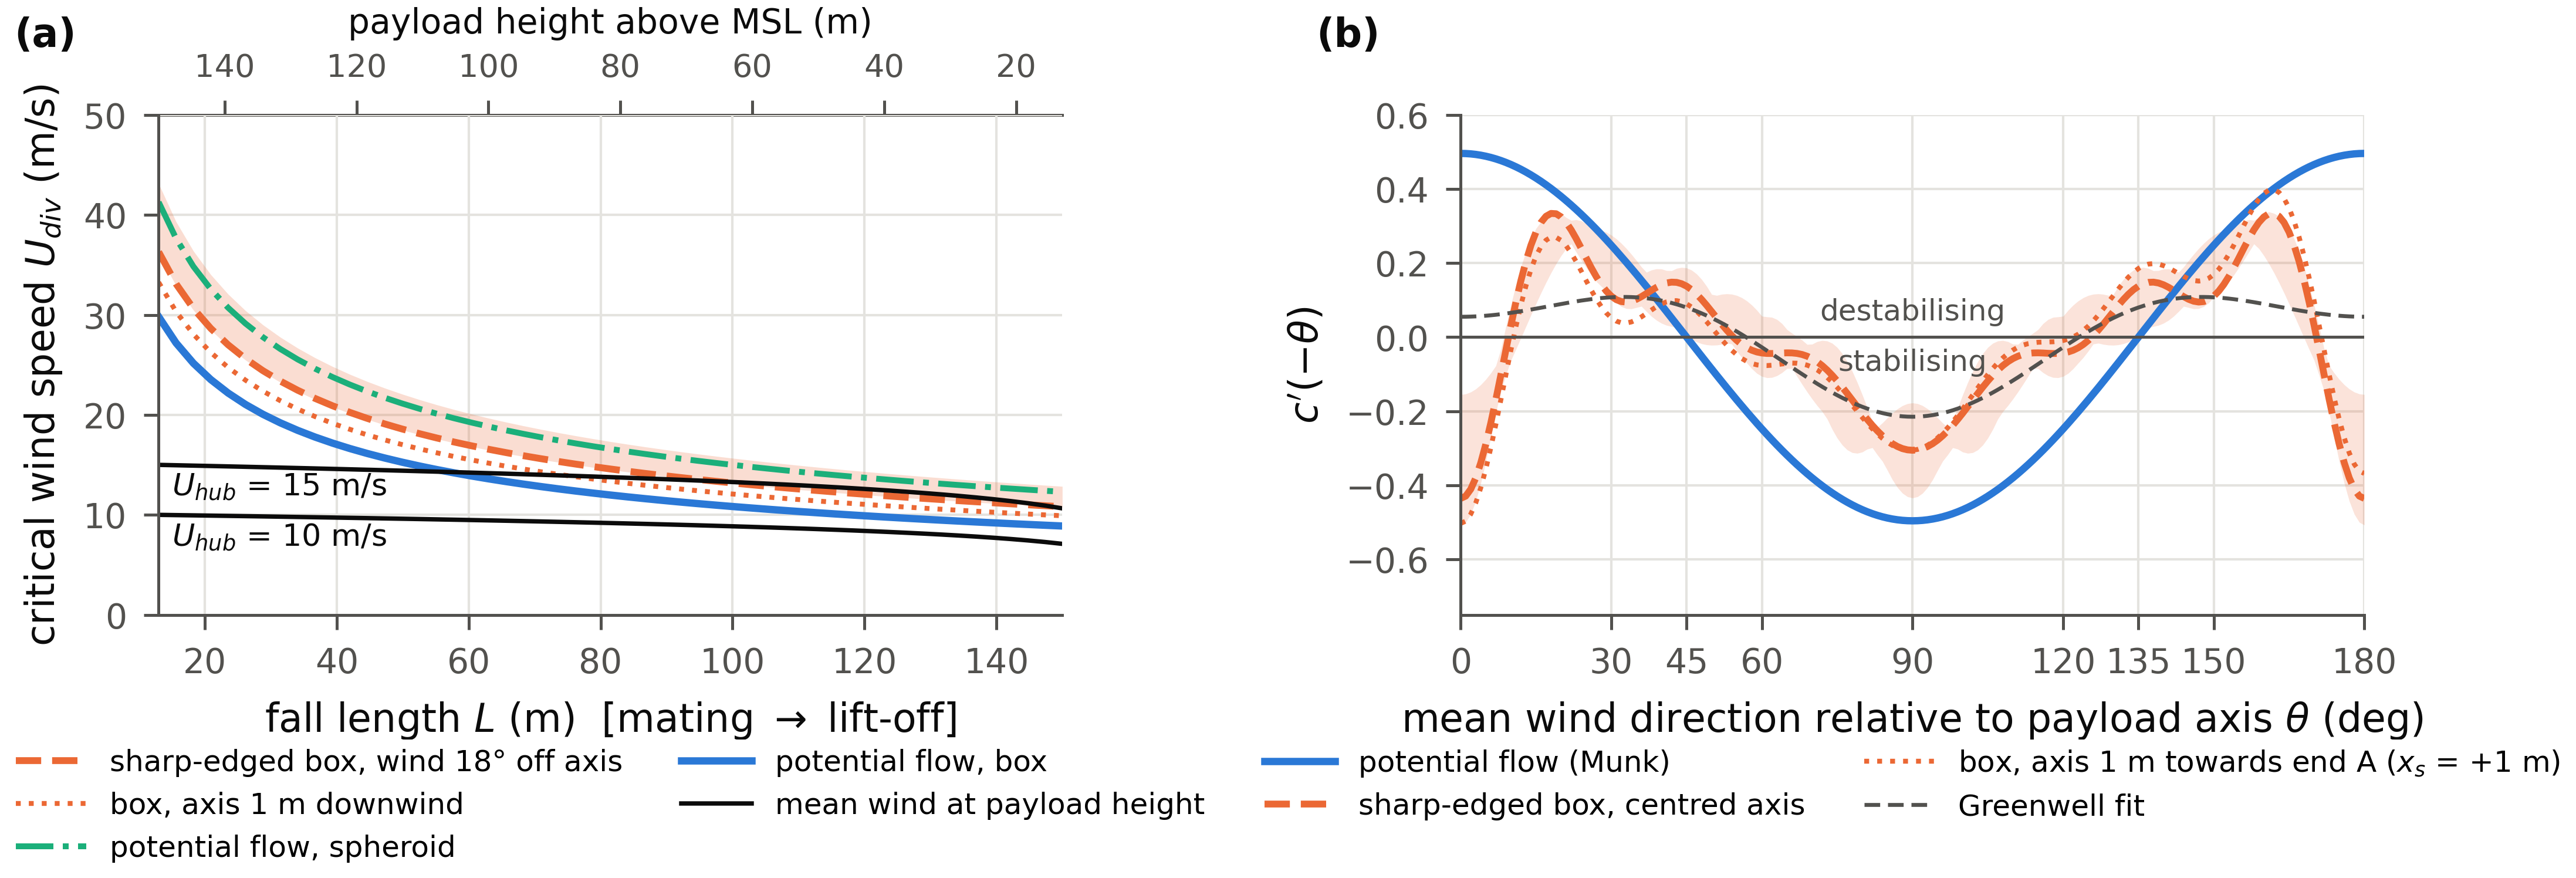 (a)
payload height above MSL (m)
140 120 100 80 60 40 20
critical wind speed U_div (m/s)
50
40
30
20
10
0
U_hub = 15 m/s
U_hub = 10 m/s
20 40 60 80 100 120 140
fall length L (m) [mating → lift-off]
sharp-edged box, wind 18° off axis
box, axis 1 m downwind
potential flow, spheroid
potential flow, box
mean wind at payload height
(b)
c′(−θ)
0.6
0.4
0.2
0.0
−0.2
−0.4
−0.6
destabilising
stabilising
0 30 45 60 90 120 135 150 180
mean wind direction relative to payload axis θ (deg)
potential flow (Munk)
sharp-edged box, centred axis
box, axis 1 m towards end A (x_s = +1 m)
Greenwell fit